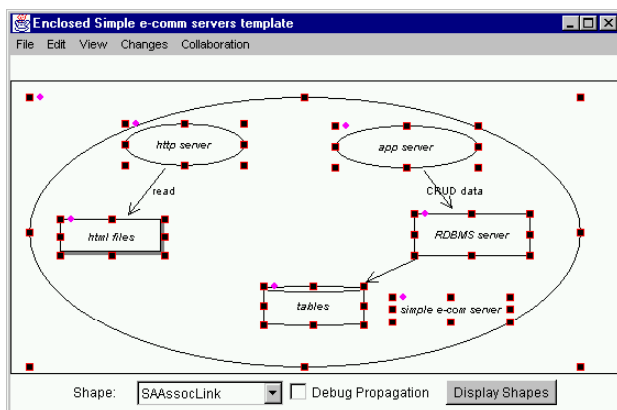 Enclosed Simple e-comm servers template
File Edit View Changes Collaboration
http server
app server
read
CRUD data
html files
RDBMS server
tables
simple e-com server
Shape: SAAssocLink Debug Propagation Display Shapes